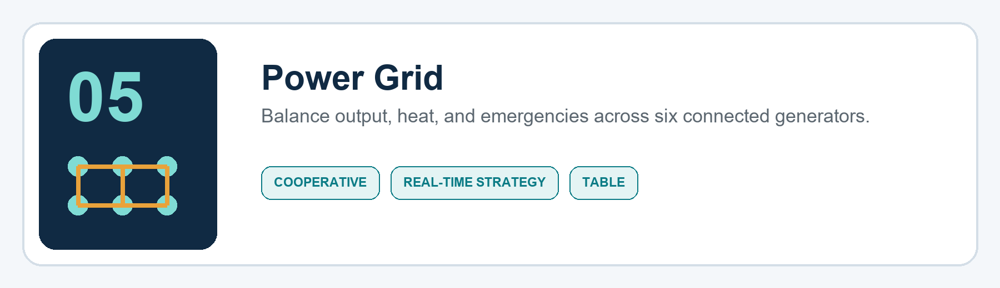 05
Power Grid
Balance output, heat, and emergencies across six connected generators.
COOPERATIVE
REAL-TIME STRATEGY
TABLE